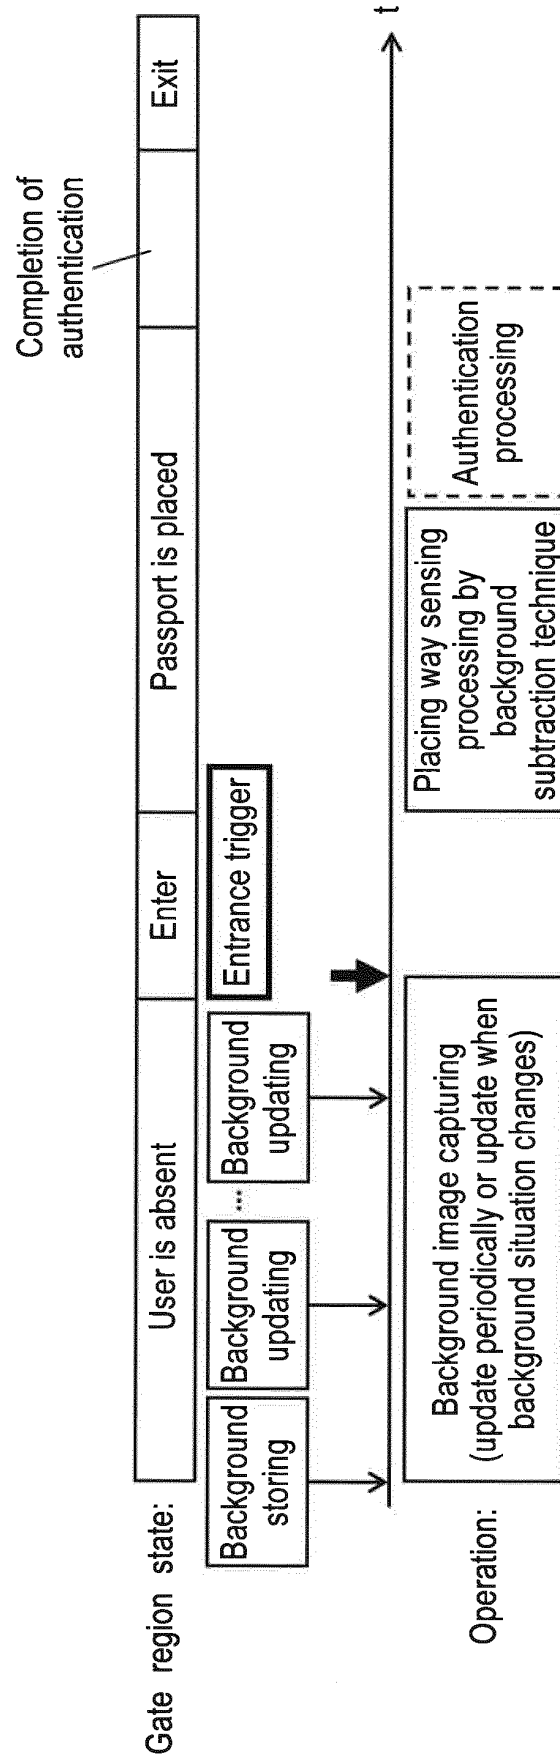 Completion of
authentication
Gate region state:
User is absent
Enter
Passport is placed
Exit
Background
storing
Background
updating
...
Background
updating
Entrance trigger
t
Operation:
Background image capturing
(update periodically or update when
background situation changes)
Placing way sensing
processing by
background
subtraction technique
Authentication
processing